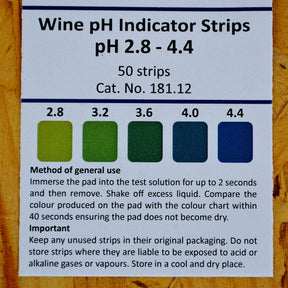 Wine pH Indicator Strips
pH 2.8 - 4.4
50 strips
Cat. No. 181.12
2.8 3.2 3.6 4.0 4.4
Method of general use
Immerse the pad into the test solution for up to 2 seconds
and then remove. Shake off excess liquid. Compare the
colour produced on the pad with the colour chart within
40 seconds ensuring the pad does not become dry.
Important
Keep any unused strips in their original packaging. Do not
store strips where they are liable to be exposed to acid or
alkaline gases or vapours. Store in a cool and dry place.